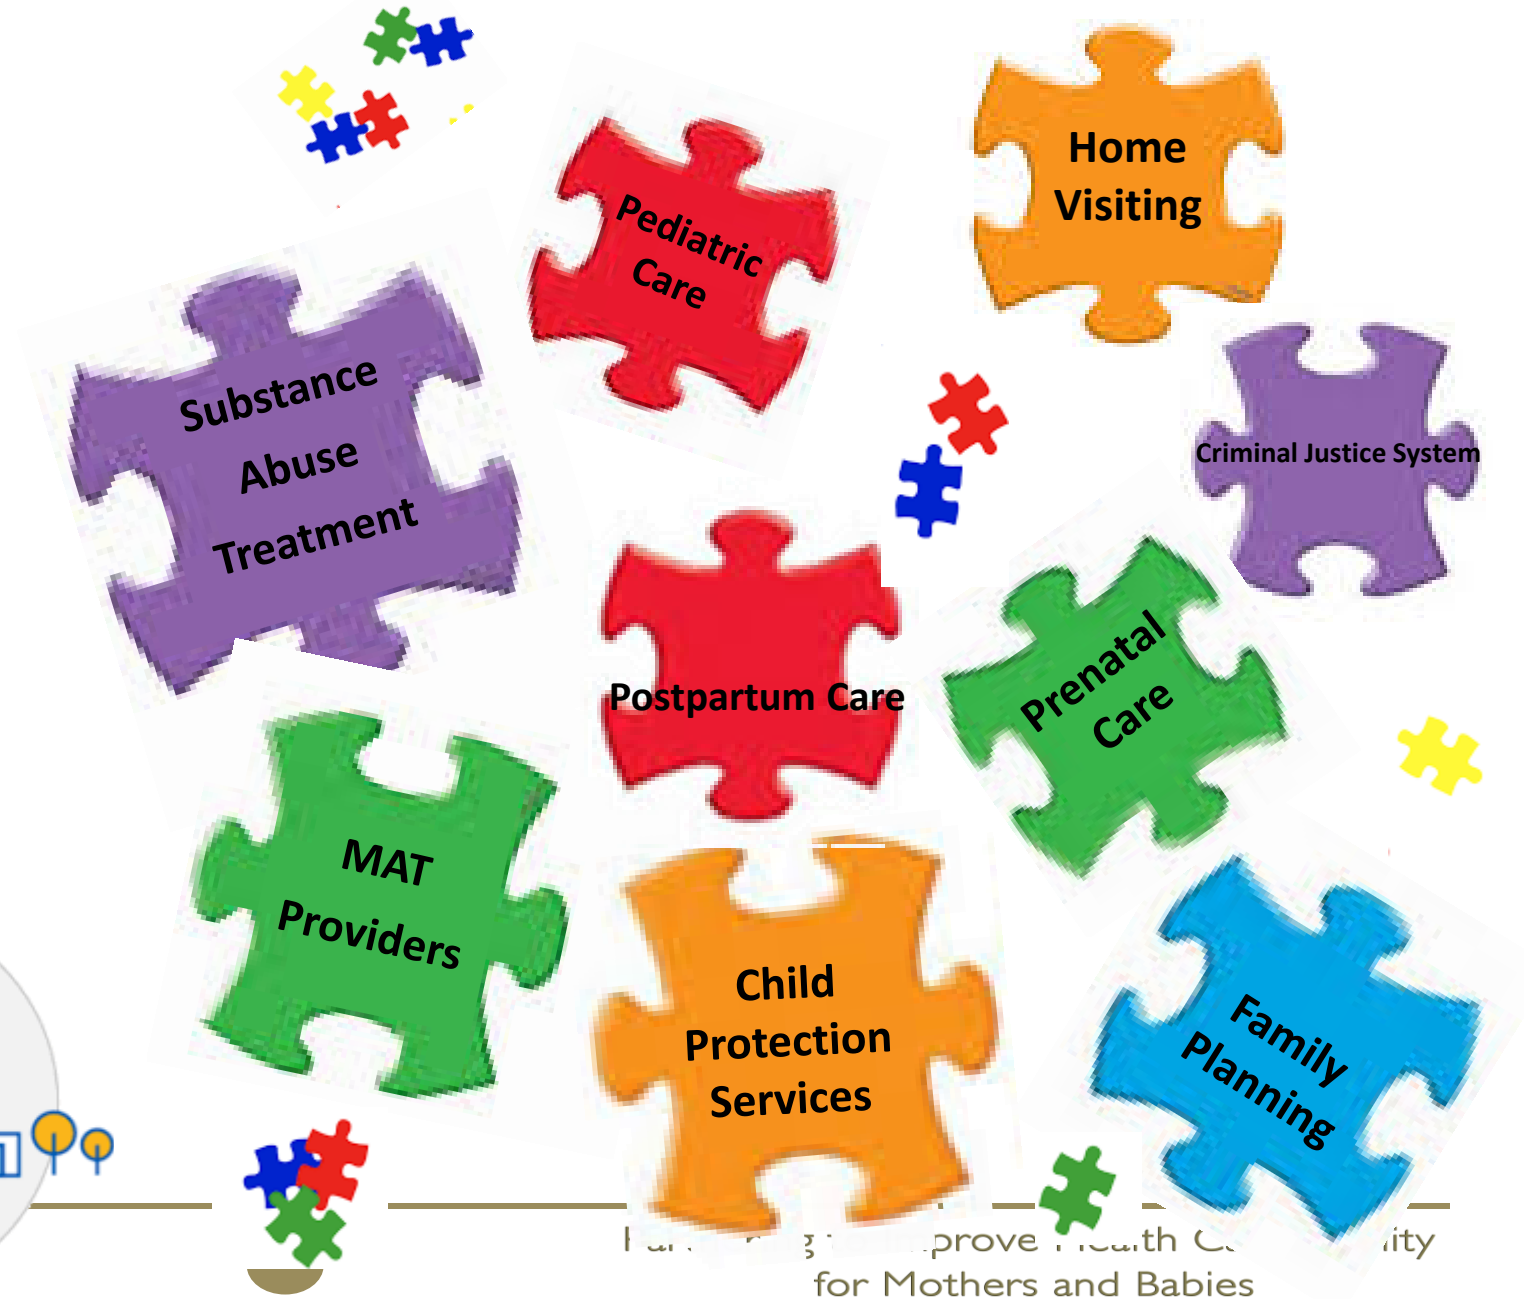 Home
Visiting
Pediatric
Care
Substance
Abuse
Treatment
Criminal Justice System
Postpartum Care
Prenatal
Care
MAT
Providers
Child
Protection
Services
Family
Planning
for Mothers and Babies